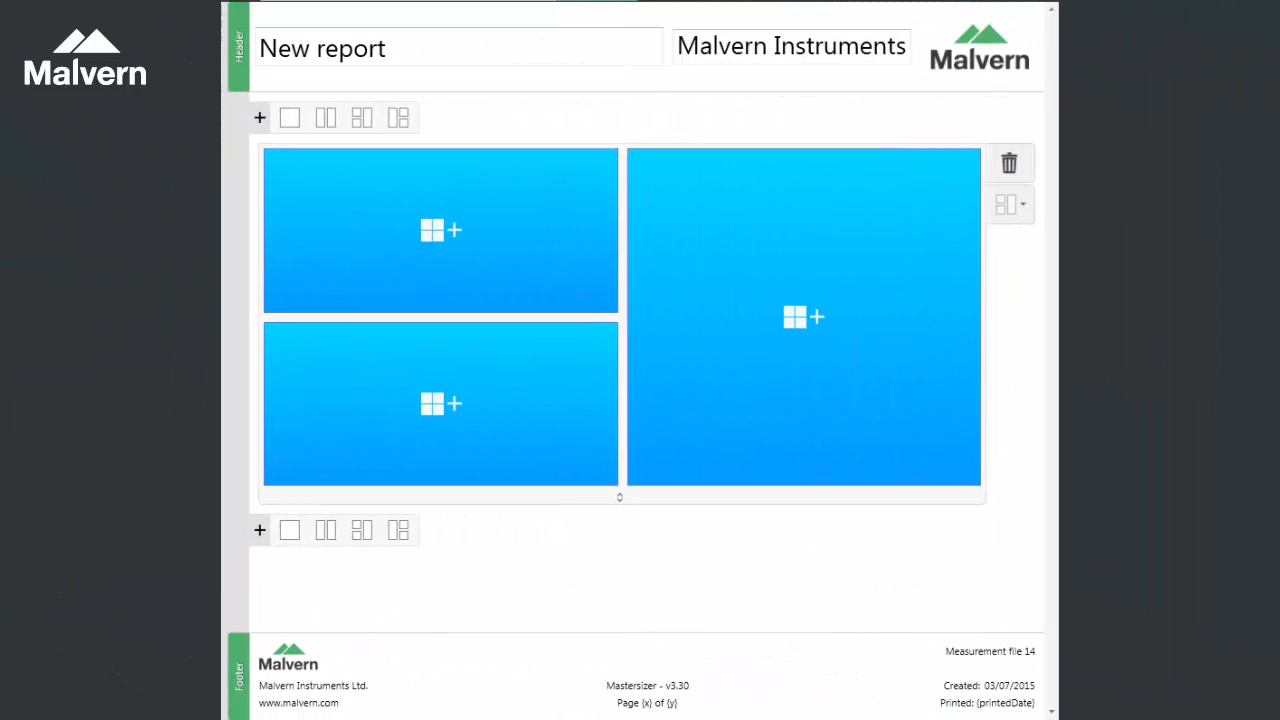 Malvern
Header
New report
Malvern Instruments
Malvern
Footer
Malvern
Malvern Instruments Ltd.
www.malvern.com
Mastersizer - v3.30
Page {x} of {y}
Measurement file 14
Created: 03/07/2015
Printed: {printedDate}